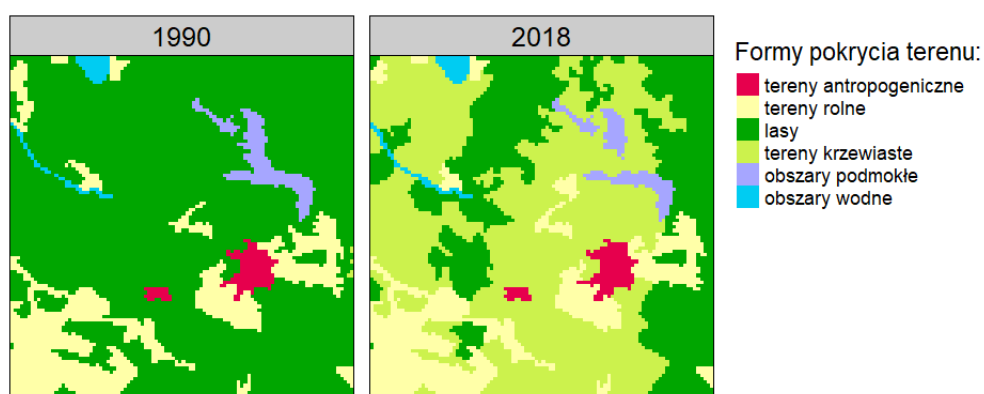 1990
2018
Formy pokrycia terenu:
tereny antropogeniczne
tereny rolne
lasy
tereny krzewiaste
obszary podmokłe
obszary wodne